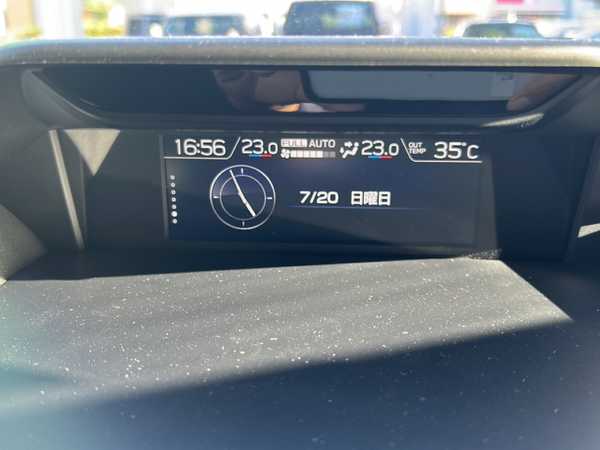 16:56 23.0 FULL AUTO 23.0 OUT TEMP 35°C
7/20 日曜日